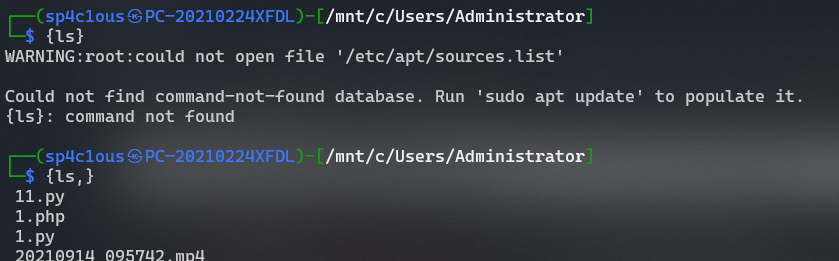 ┌──(sp4c1ous㉿PC-20210224XFDL)-[/mnt/c/Users/Administrator]
└─$ {ls}
WARNING:root:could not open file '/etc/apt/sources.list'
Could not find command-not-found database. Run 'sudo apt update' to populate it.
{ls}: command not found
┌──(sp4c1ous㉿PC-20210224XFDL)-[/mnt/c/Users/Administrator]
└─$ {ls,}
11.py
1.php
1.py
20210914_095742.mp4